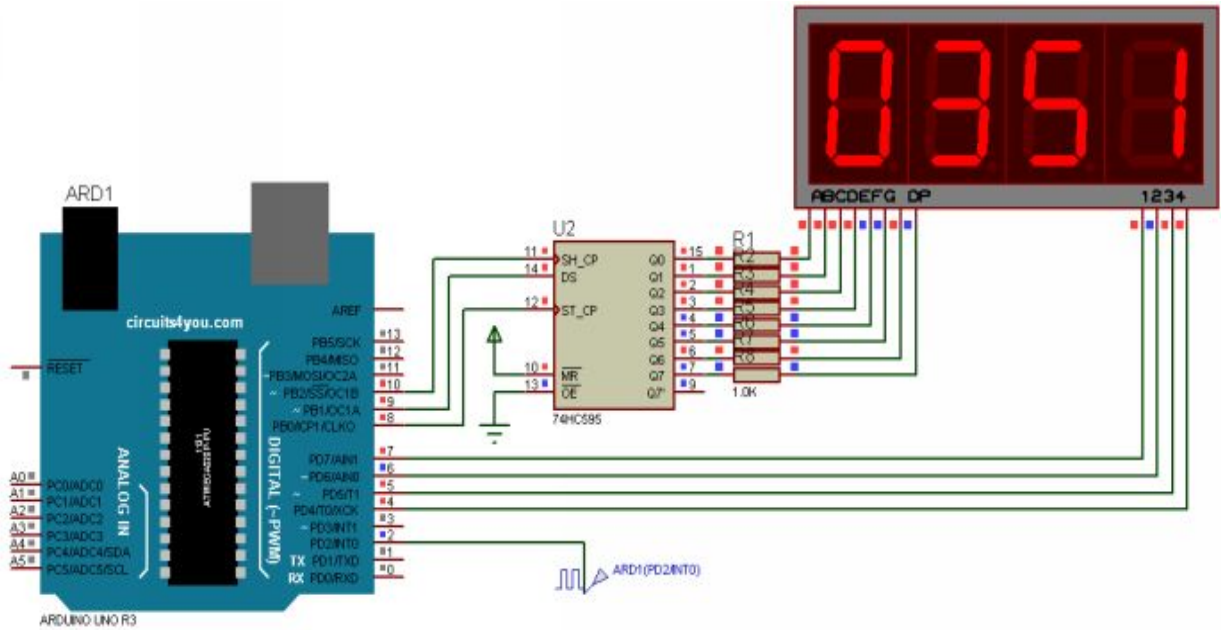 0351
ABCDEFG DP
1234
ARD1
circuits4you.com
RESET
AREF
PB5/SCK
13
PB4/MISO
12
~PB3/MOSI/OC2A
11
~ PB2/SS/OC1B
10
~ PB1/OC1A
9
PB0/ICP1/CLKO
8
PD7/AIN1
7
~PD6/AIN0
6
~ PD5/T1
5
PD4/T0/XCK
4
~ PD3/INT1
3
PD2/INT0
2
TX PD1/TXD
1
RX PD0/RXD
0
DIGITAL (~PWM)
ANALOG IN
A0
PC0/ADC0
A1
PC1/ADC1
A2
PC2/ADC2
A3
PC3/ADC3
A4
PC4/ADC4/SDA
A5
PC5/ADC5/SCL
ARDUINO UNO R3
U2
11
SH_CP
14
DS
12
ST_CP
10
MR
13
OE
Q0
15
Q1
1
Q2
2
Q3
3
Q4
4
Q5
5
Q6
6
Q7
7
Q7'
9
74HC595
R1
R2
R3
R4
R5
R6
R7
R8
1.0K
ARD1(PD2/INT0)